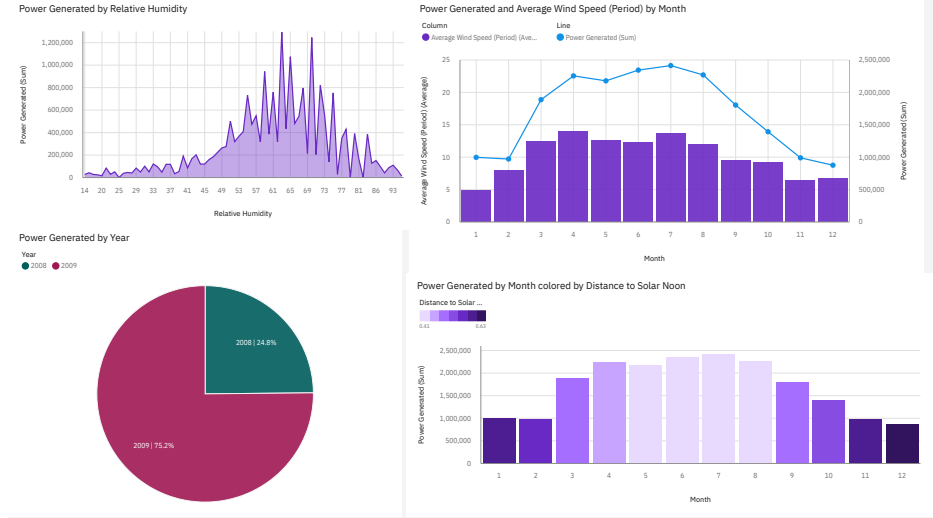 Power Generated by Relative Humidity
Power Generated (Sum)
1,200,000
1,000,000
800,000
600,000
400,000
200,000
0
14 20 25 29 33 37 41 45 49 53 57 61 65 69 73 77 81 86 93
Relative Humidity
Power Generated and Average Wind Speed (Period) by Month
Column Line
Average Wind Speed (Period) (Ave... Power Generated (Sum)
Average Wind Speed (Period) (Average)
25 2,500,000
20 2,000,000
15 1,500,000
10 1,000,000
5 500,000
0 0
Power Generated (Sum)
1 2 3 4 5 6 7 8 9 10 11 12
Month
Power Generated by Year
Year
2008 2009
2008 | 24.8%
2009 | 75.2%
Power Generated by Month colored by Distance to Solar Noon
Distance to Solar ...
0.41 0.63
Power Generated (Sum)
2,500,000
2,000,000
1,500,000
1,000,000
500,000
0
1 2 3 4 5 6 7 8 9 10 11 12
Month